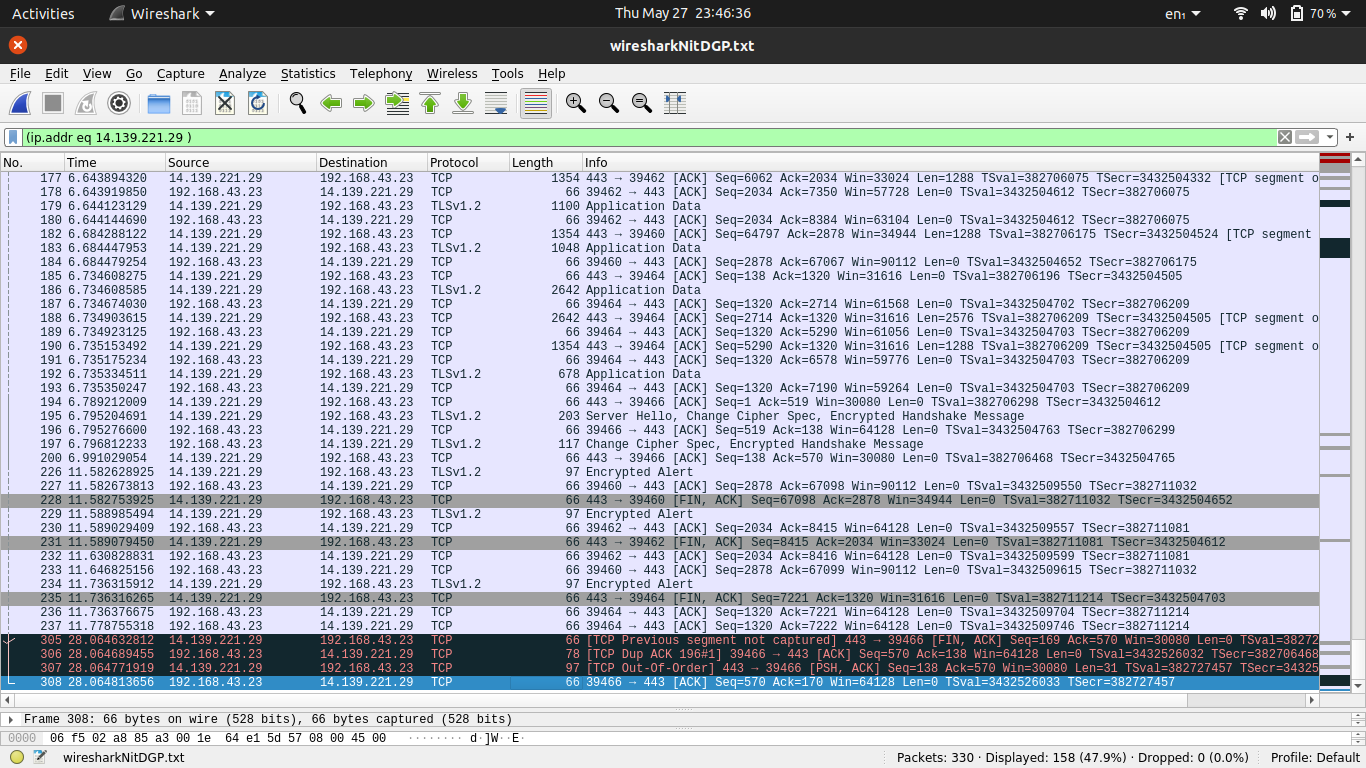 Activities Wireshark Thu May 27 23:46:36 en₁ 70 %
wiresharkNitDGP.txt
File Edit View Go Capture Analyze Statistics Telephony Wireless Tools Help
(ip.addr eq 14.139.221.29 )
No. Time Source Destination Protocol Length Info
177 6.643894320 14.139.221.29 192.168.43.23 TCP 1354 443 → 39462 [ACK] Seq=6062 Ack=2034 Win=33024 Len=1288 TSval=382706075 TSecr=3432504332 [TCP segment o
178 6.643919850 192.168.43.23 14.139.221.29 TCP 66 39462 → 443 [ACK] Seq=2034 Ack=7350 Win=57728 Len=0 TSval=3432504612 TSecr=382706075
179 6.644123129 14.139.221.29 192.168.43.23 TLSv1.2 1100 Application Data
180 6.644144690 192.168.43.23 14.139.221.29 TCP 66 39462 → 443 [ACK] Seq=2034 Ack=8384 Win=63104 Len=0 TSval=3432504612 TSecr=382706075
182 6.684288122 14.139.221.29 192.168.43.23 TCP 1354 443 → 39460 [ACK] Seq=64797 Ack=2878 Win=34944 Len=1288 TSval=382706175 TSecr=3432504524 [TCP segment
183 6.684447953 14.139.221.29 192.168.43.23 TLSv1.2 1048 Application Data
184 6.684479254 192.168.43.23 14.139.221.29 TCP 66 39460 → 443 [ACK] Seq=2878 Ack=67067 Win=90112 Len=0 TSval=3432504652 TSecr=382706175
185 6.734608275 14.139.221.29 192.168.43.23 TCP 66 443 → 39464 [ACK] Seq=138 Ack=1320 Win=31616 Len=0 TSval=382706196 TSecr=3432504505
186 6.734608585 14.139.221.29 192.168.43.23 TLSv1.2 2642 Application Data
187 6.734674030 192.168.43.23 14.139.221.29 TCP 66 39464 → 443 [ACK] Seq=1320 Ack=2714 Win=61568 Len=0 TSval=3432504702 TSecr=382706209
188 6.734903615 14.139.221.29 192.168.43.23 TCP 2642 443 → 39464 [ACK] Seq=2714 Ack=1320 Win=31616 Len=2576 TSval=382706209 TSecr=3432504505 [TCP segment o
189 6.734923125 192.168.43.23 14.139.221.29 TCP 66 39464 → 443 [ACK] Seq=1320 Ack=5290 Win=61056 Len=0 TSval=3432504703 TSecr=382706209
190 6.735153492 14.139.221.29 192.168.43.23 TCP 1354 443 → 39464 [ACK] Seq=5290 Ack=1320 Win=31616 Len=1288 TSval=382706209 TSecr=3432504505 [TCP segment o
191 6.735175234 192.168.43.23 14.139.221.29 TCP 66 39464 → 443 [ACK] Seq=1320 Ack=6578 Win=59776 Len=0 TSval=3432504703 TSecr=382706209
192 6.735334511 14.139.221.29 192.168.43.23 TLSv1.2 678 Application Data
193 6.735350247 192.168.43.23 14.139.221.29 TCP 66 39464 → 443 [ACK] Seq=1320 Ack=7190 Win=59264 Len=0 TSval=3432504703 TSecr=382706209
194 6.789212009 14.139.221.29 192.168.43.23 TCP 66 443 → 39466 [ACK] Seq=1 Ack=519 Win=30080 Len=0 TSval=382706298 TSecr=3432504612
195 6.795204691 14.139.221.29 192.168.43.23 TLSv1.2 203 Server Hello, Change Cipher Spec, Encrypted Handshake Message
196 6.795276600 192.168.43.23 14.139.221.29 TCP 66 39466 → 443 [ACK] Seq=519 Ack=138 Win=64128 Len=0 TSval=3432504763 TSecr=382706299
197 6.796812233 192.168.43.23 14.139.221.29 TLSv1.2 117 Change Cipher Spec, Encrypted Handshake Message
200 6.991029054 14.139.221.29 192.168.43.23 TCP 66 443 → 39466 [ACK] Seq=138 Ack=570 Win=30080 Len=0 TSval=382706468 TSecr=3432504765
226 11.582628925 14.139.221.29 192.168.43.23 TLSv1.2 97 Encrypted Alert
227 11.582673813 192.168.43.23 14.139.221.29 TCP 66 39460 → 443 [ACK] Seq=2878 Ack=67098 Win=90112 Len=0 TSval=3432509550 TSecr=382711032
228 11.582753925 14.139.221.29 192.168.43.23 TCP 66 443 → 39460 [FIN, ACK] Seq=67098 Ack=2878 Win=34944 Len=0 TSval=382711032 TSecr=3432504652
229 11.588985494 14.139.221.29 192.168.43.23 TLSv1.2 97 Encrypted Alert
230 11.589029409 192.168.43.23 14.139.221.29 TCP 66 39462 → 443 [ACK] Seq=2034 Ack=8415 Win=64128 Len=0 TSval=3432509557 TSecr=382711081
231 11.589079450 14.139.221.29 192.168.43.23 TCP 66 443 → 39462 [FIN, ACK] Seq=8415 Ack=2034 Win=33024 Len=0 TSval=382711081 TSecr=3432504612
232 11.630828831 192.168.43.23 14.139.221.29 TCP 66 39462 → 443 [ACK] Seq=2034 Ack=8416 Win=64128 Len=0 TSval=3432509599 TSecr=382711081
233 11.646825156 192.168.43.23 14.139.221.29 TCP 66 39460 → 443 [ACK] Seq=2878 Ack=67099 Win=90112 Len=0 TSval=3432509615 TSecr=382711032
234 11.736315912 14.139.221.29 192.168.43.23 TLSv1.2 97 Encrypted Alert
235 11.736316265 14.139.221.29 192.168.43.23 TCP 66 443 → 39464 [FIN, ACK] Seq=7221 Ack=1320 Win=31616 Len=0 TSval=382711214 TSecr=3432504703
236 11.736376675 192.168.43.23 14.139.221.29 TCP 66 39464 → 443 [ACK] Seq=1320 Ack=7221 Win=64128 Len=0 TSval=3432509704 TSecr=382711214
237 11.778755318 192.168.43.23 14.139.221.29 TCP 66 39464 → 443 [ACK] Seq=1320 Ack=7222 Win=64128 Len=0 TSval=3432509746 TSecr=382711214
305 28.064632812 14.139.221.29 192.168.43.23 TCP 66 [TCP Previous segment not captured] 443 → 39466 [FIN, ACK] Seq=169 Ack=570 Win=30080 Len=0 TSval=38272
306 28.064689455 192.168.43.23 14.139.221.29 TCP 78 [TCP Dup ACK 196#1] 39466 → 443 [ACK] Seq=570 Ack=138 Win=64128 Len=0 TSval=3432526032 TSecr=382706468
307 28.064771919 14.139.221.29 192.168.43.23 TCP 97 [TCP Out-Of-Order] 443 → 39466 [PSH, ACK] Seq=138 Ack=570 Win=30080 Len=31 TSval=382727457 TSecr=34325
308 28.064813656 192.168.43.23 14.139.221.29 TCP 66 39466 → 443 [ACK] Seq=570 Ack=170 Win=64128 Len=0 TSval=3432526033 TSecr=382727457
Frame 308: 66 bytes on wire (528 bits), 66 bytes captured (528 bits)
0000 06 f5 02 a8 85 a3 00 1e 64 e1 5d 57 08 00 45 00 ········ d·]W··E·
wiresharkNitDGP.txt Packets: 330 · Displayed: 158 (47.9%) · Dropped: 0 (0.0%) Profile: Default